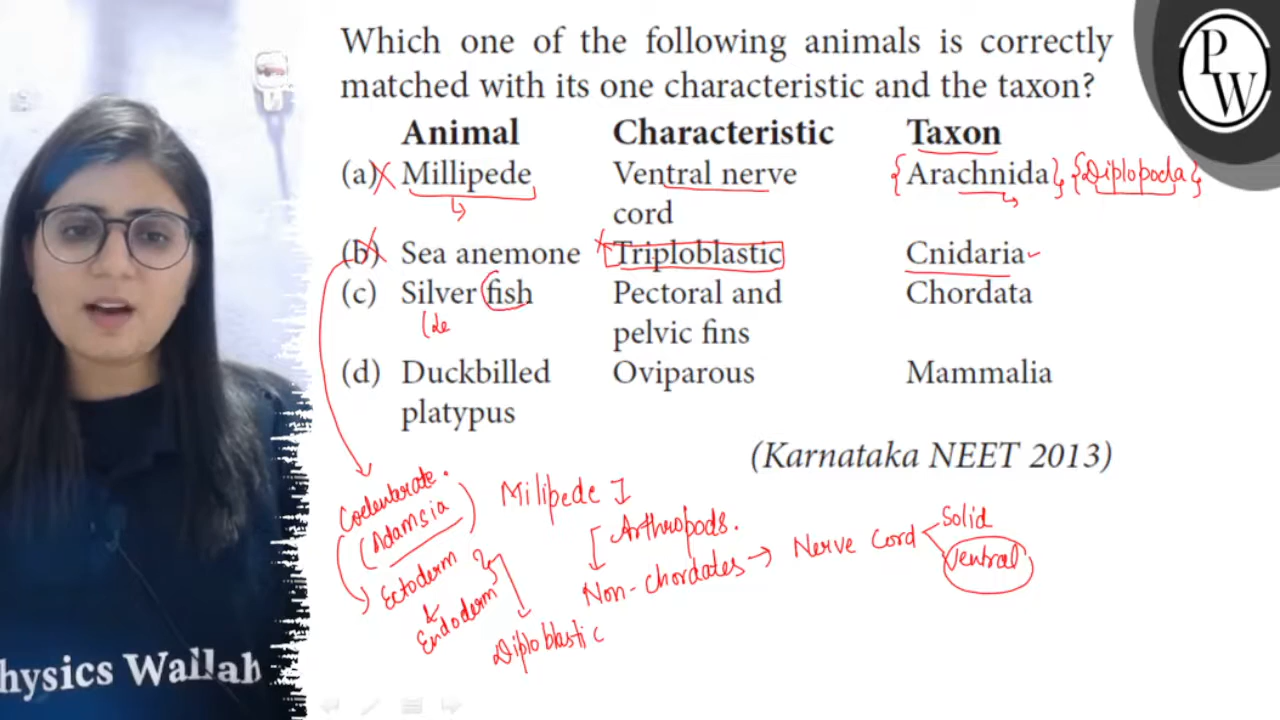 Which one of the following animals is correctly
matched with its one characteristic and the taxon?
PW
Animal Characteristic Taxon
(a) Millipede Ventral nerve Arachnida {Diplopoda}
cord
(b) Sea anemone Triploblastic Cnidaria
(c) Silver fish Pectoral and Chordata
(le
pelvic fins
(d) Duckbilled Oviparous Mammalia
platypus
(Karnataka NEET 2013)
Coelenterate.
(Adamsia)
Ectoderm
&
Endoderm
Diploblastic
Milipede
Arthropods.
Non-chordates → Nerve Cord
Solid
Ventral
hysics Wallah